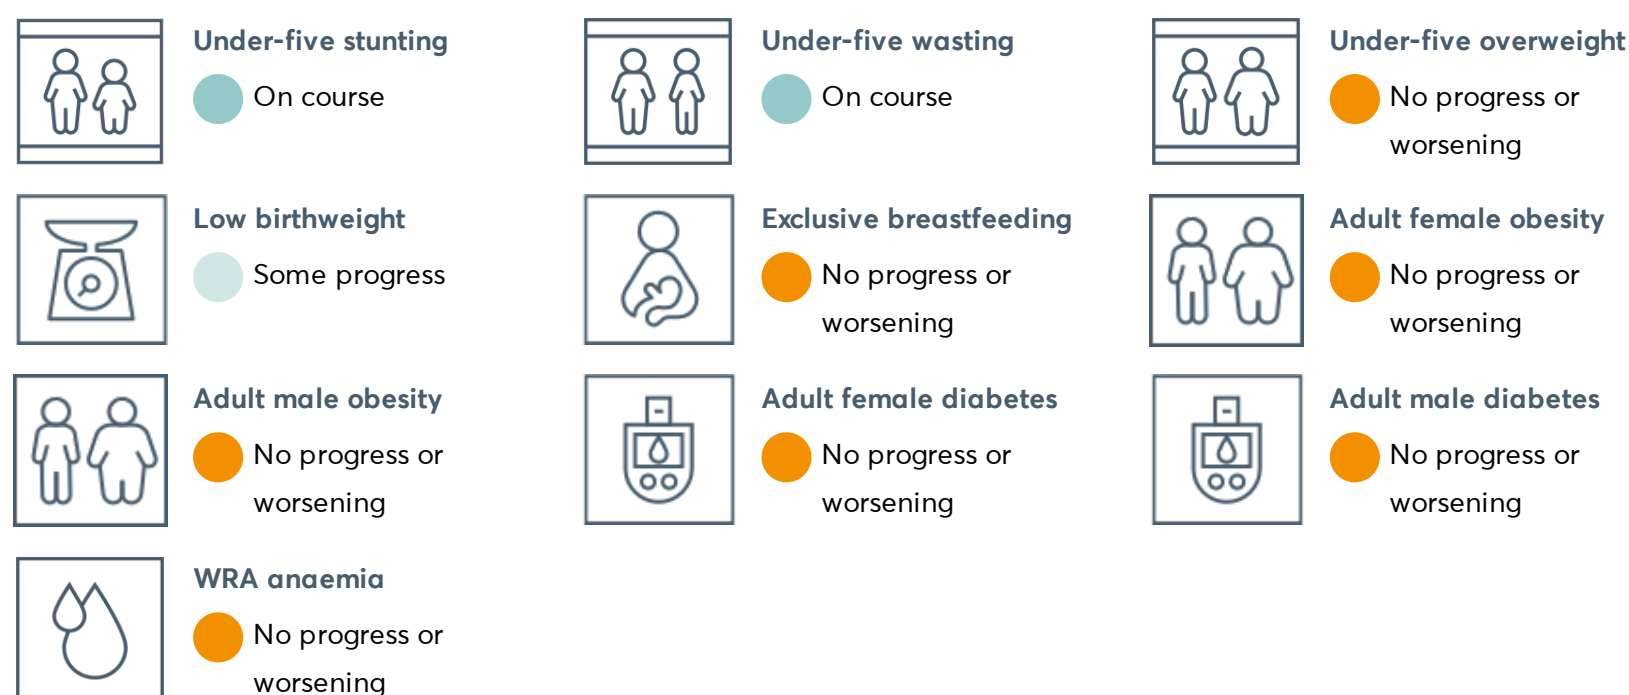 Under-five stunting
On course
Under-five wasting
On course
Under-five overweight
No progress or
worsening
Low birthweight
Some progress
Exclusive breastfeeding
No progress or
worsening
Adult female obesity
No progress or
worsening
Adult male obesity
No progress or
worsening
Adult female diabetes
No progress or
worsening
Adult male diabetes
No progress or
worsening
WRA anaemia
No progress or
worsening